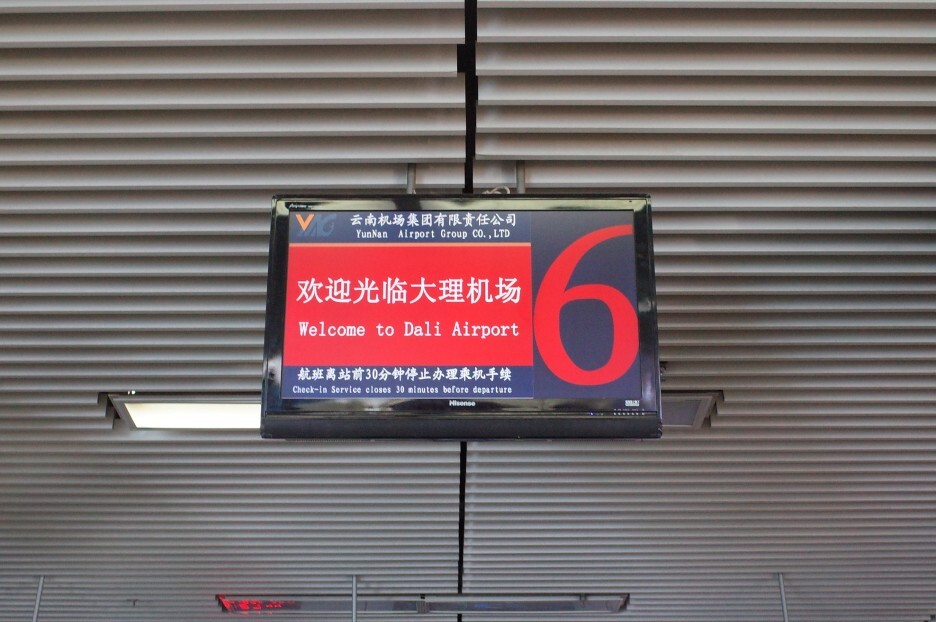 YAG
云南机场集团有限责任公司
YunNan Airport Group CO.,LTD
欢迎光临大理机场
Welcome to Dali Airport
6
航班离站前30分钟停止办理乘机手续
Check-in Service closes 30 minutes before departure
Hisense